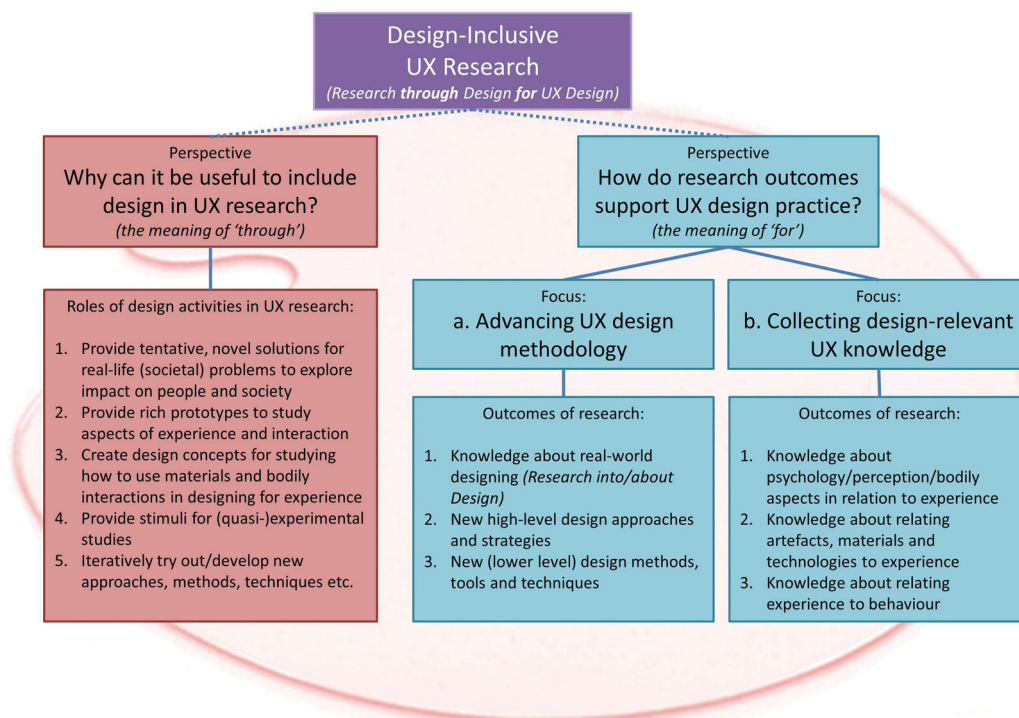 Design-Inclusive
UX Research
(Research through Design for UX Design)
Perspective
Why can it be useful to include
design in UX research?
(the meaning of ‘through’)
Perspective
How do research outcomes
support UX design practice?
(the meaning of ‘for’)
Roles of design activities in UX research:
1. Provide tentative, novel solutions for
real-life (societal) problems to explore
impact on people and society
2. Provide rich prototypes to study
aspects of experience and interaction
3. Create design concepts for studying
how to use materials and bodily
interactions in designing for experience
4. Provide stimuli for (quasi-)experimental
studies
5. Iteratively try out/develop new
approaches, methods, techniques etc.
Focus:
a. Advancing UX design
methodology
Focus:
b. Collecting design-relevant
UX knowledge
Outcomes of research:
1. Knowledge about real-world
designing (Research into/about
Design)
2. New high-level design approaches
and strategies
3. New (lower level) design methods,
tools and techniques
Outcomes of research:
1. Knowledge about
psychology/perception/bodily
aspects in relation to experience
2. Knowledge about relating
artefacts, materials and
technologies to experience
3. Knowledge about relating
experience to behaviour